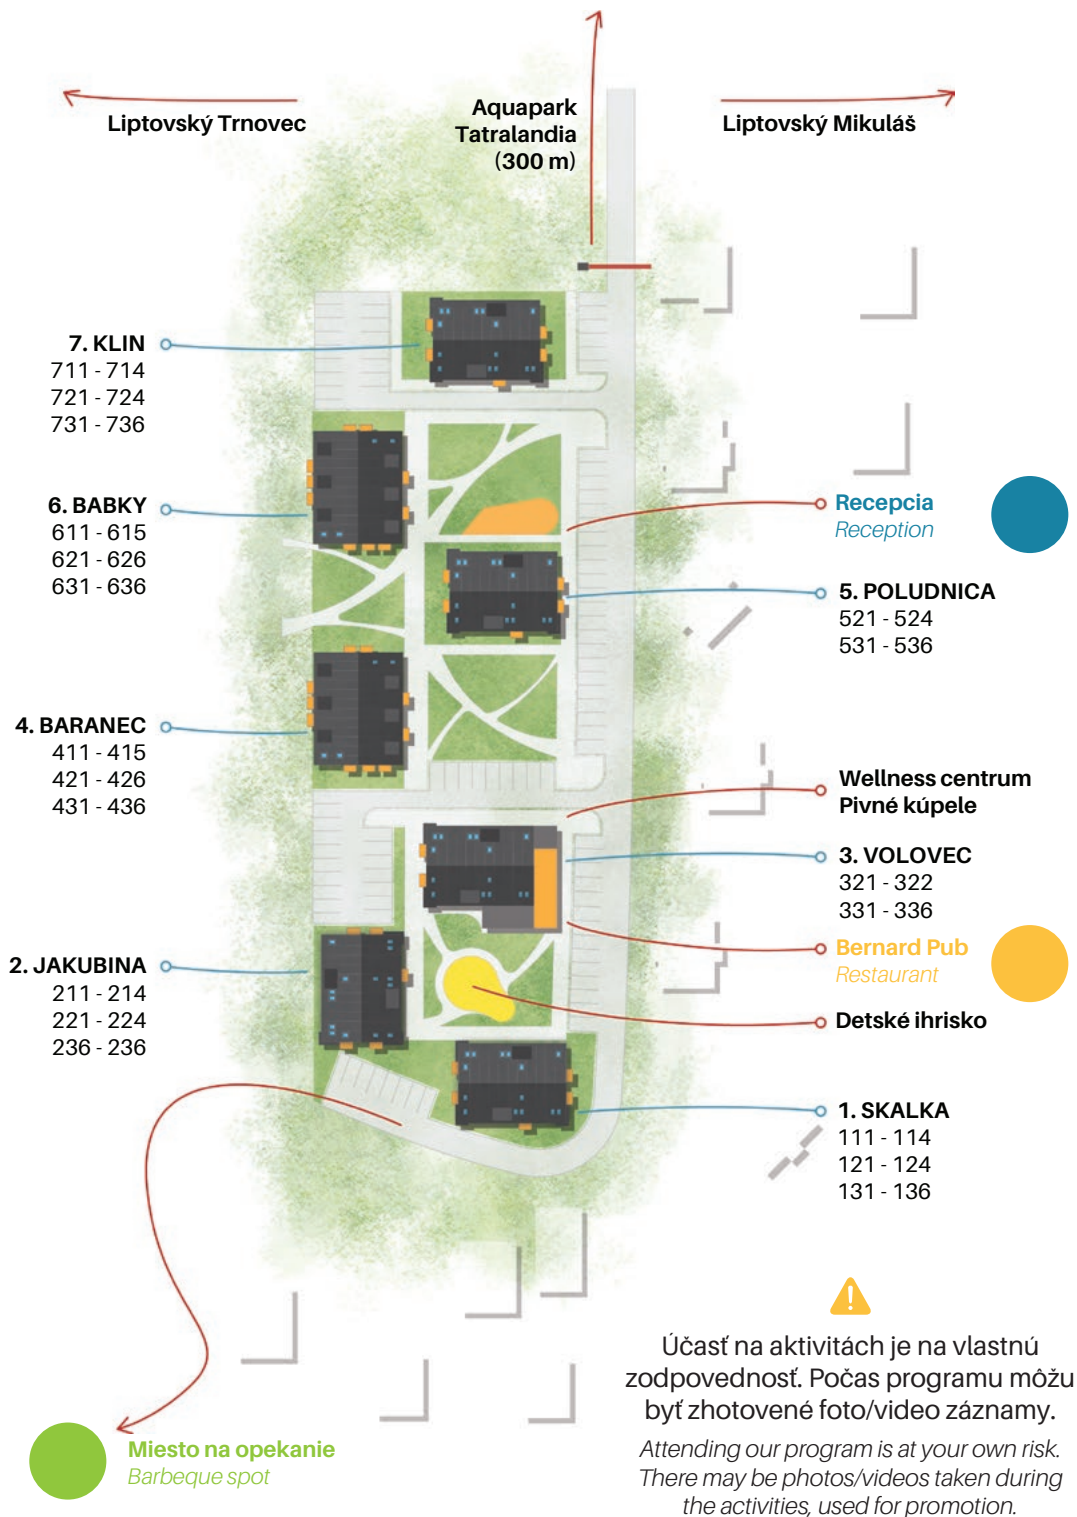 Liptovský Trnovec
Aquapark
Tatralandia
(300 m)
Liptovský Mikuláš
7. KLIN
711 - 714
721 - 724
731 - 736
6. BABKY
611 - 615
621 - 626
631 - 636
Recepcia
Reception
5. POLUDNICA
521 - 524
531 - 536
4. BARANEC
411 - 415
421 - 426
431 - 436
Wellness centrum
Pivné kúpele
3. VOLOVEC
321 - 322
331 - 336
Bernard Pub
Restaurant
2. JAKUBINA
211 - 214
221 - 224
236 - 236
Detské ihrisko
1. SKALKA
111 - 114
121 - 124
131 - 136
Účasť na aktivitách je na vlastnú
zodpovednosť. Počas programu môžu
byť zhotovené foto/video záznamy.
Attending our program is at your own risk.
There may be photos/videos taken during
the activities, used for promotion.
Miesto na opekanie
Barbeque spot